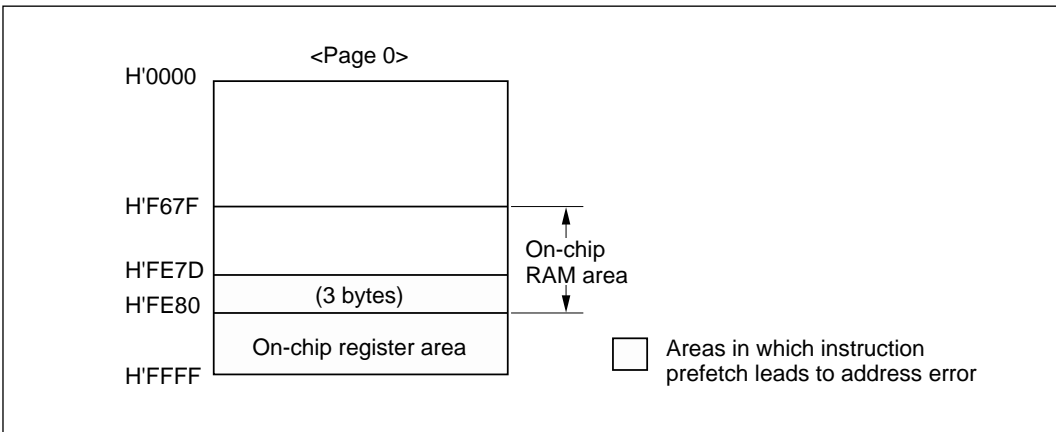 <Page 0>
H'0000
H'F67F
On-chip
RAM area
H'FE7D
(3 bytes)
H'FE80
On-chip register area
H'FFFF
Areas in which instruction
prefetch leads to address error